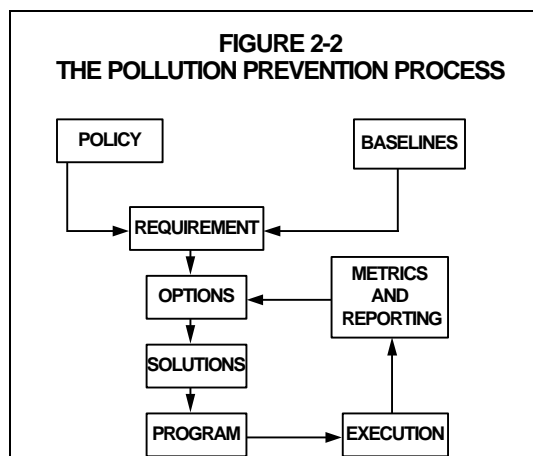 FIGURE 2-2
THE POLLUTION PREVENTION PROCESS
POLICY
BASELINES
REQUIREMENT
OPTIONS
METRICS
AND
REPORTING
SOLUTIONS
PROGRAM
EXECUTION